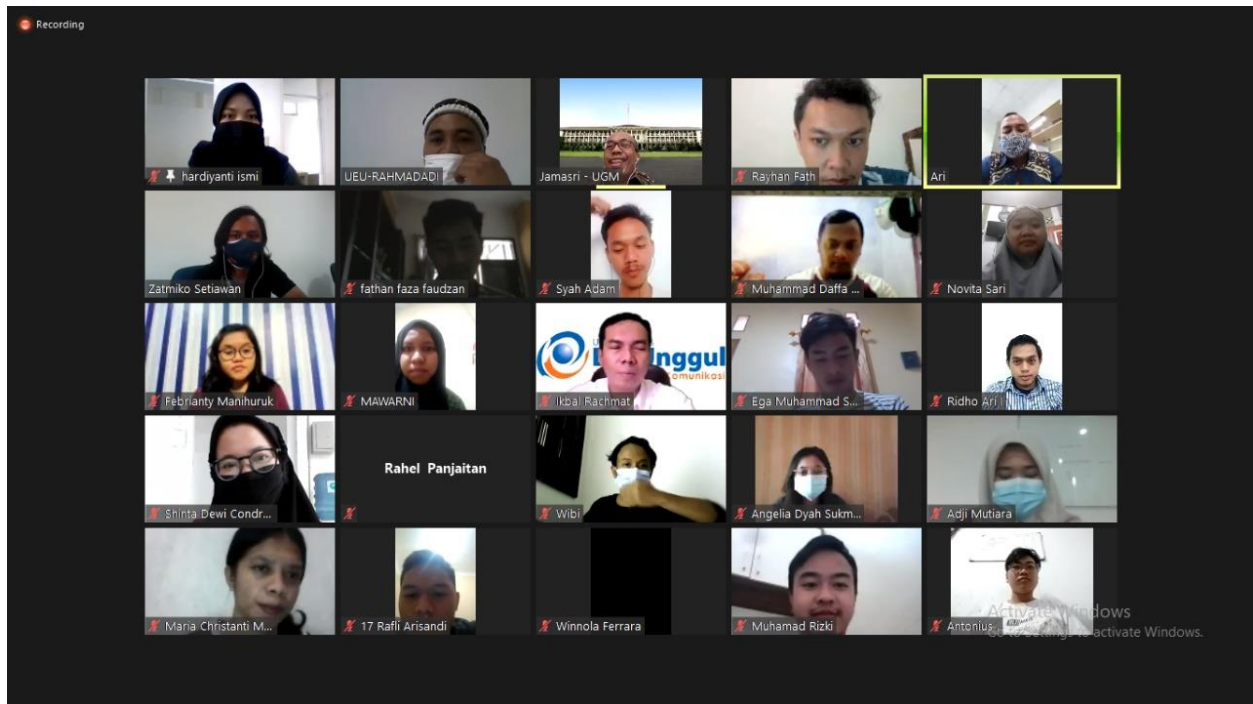 Recording
hardiyanti ismi
UEU-RAHMADADI
Jamasri - UGM
Rayhan Fath
Ari
Zatmiko Setiawan
fathan faza faudzan
Syah Adam
Muhammad Daffa ...
Novita Sari
Febrianty Manihuruk
MAWARNI
nggul
omunikasi
Ikbal Rachmat
Ega Muhammad S...
Ridho Ari
Shinta Dewi Condr...
Rahel Panjaitan
Wibi
Angelia Dyah Sukm...
Adji Mutiara
Maria Christanti M...
17 Rafli Arisandi
Winnola Ferrara
Muhamad Rizki
Antonius
Activate Windows
Go to Settings to activate Windows.